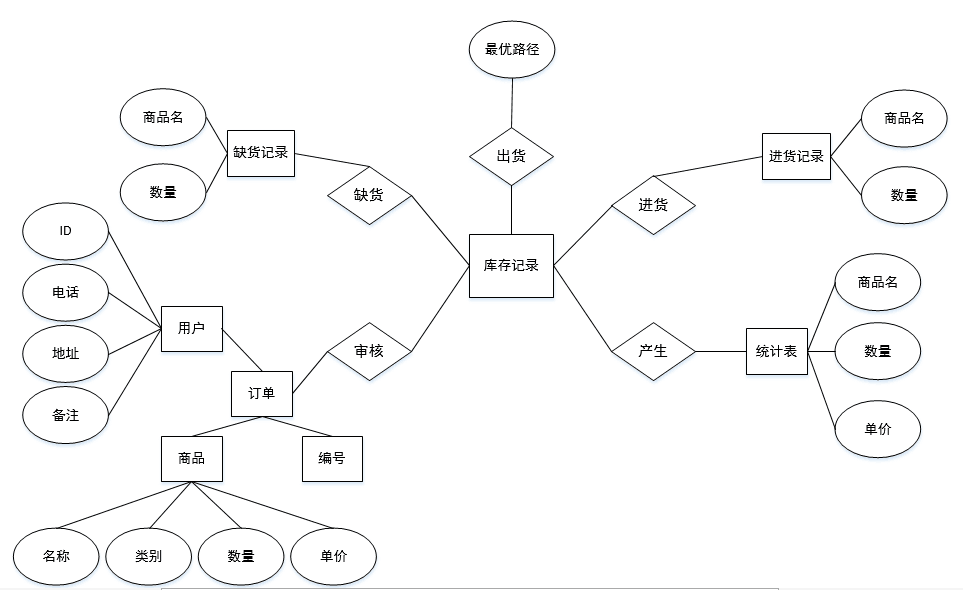 最优路径
商品名
缺货记录
数量
缺货
出货
进货
进货记录
商品名
数量
库存记录
ID
电话
地址
备注
用户
订单
审核
产生
统计表
商品名
数量
单价
商品
编号
名称
类别
数量
单价